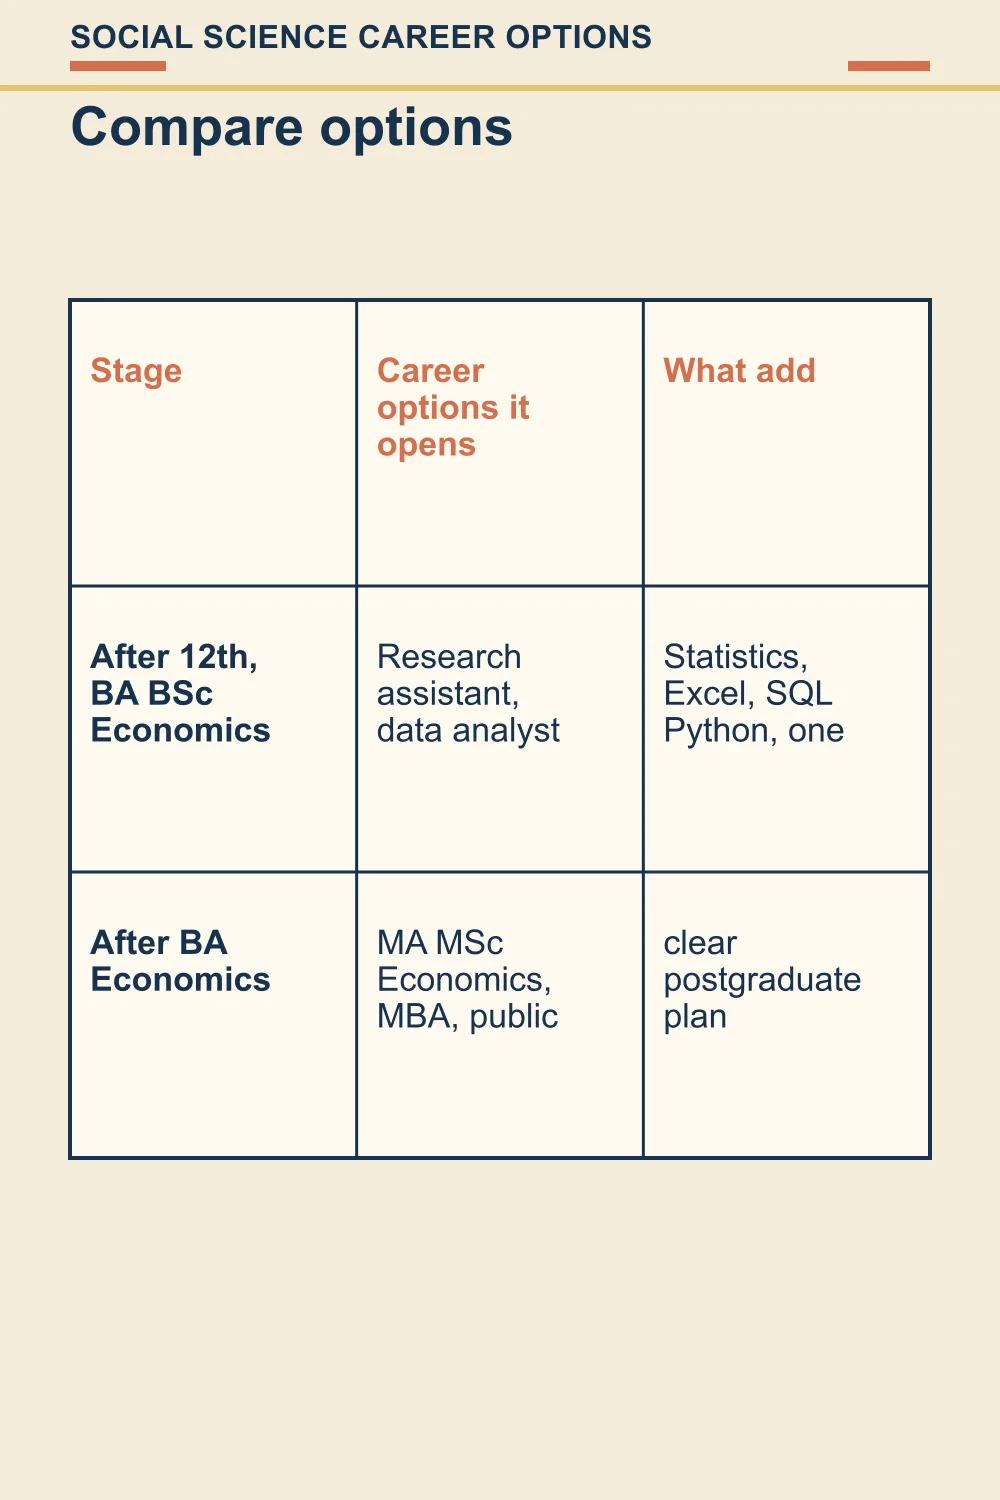 SOCIAL SCIENCE CAREER OPTIONS
Compare options
Stage
Career
options it
opens
What add
After 12th,
BA BSc
Economics
Research
assistant,
data analyst
Statistics,
Excel, SQL
Python, one
After BA
Economics
MA MSc
Economics,
MBA, public
clear
postgraduate
plan